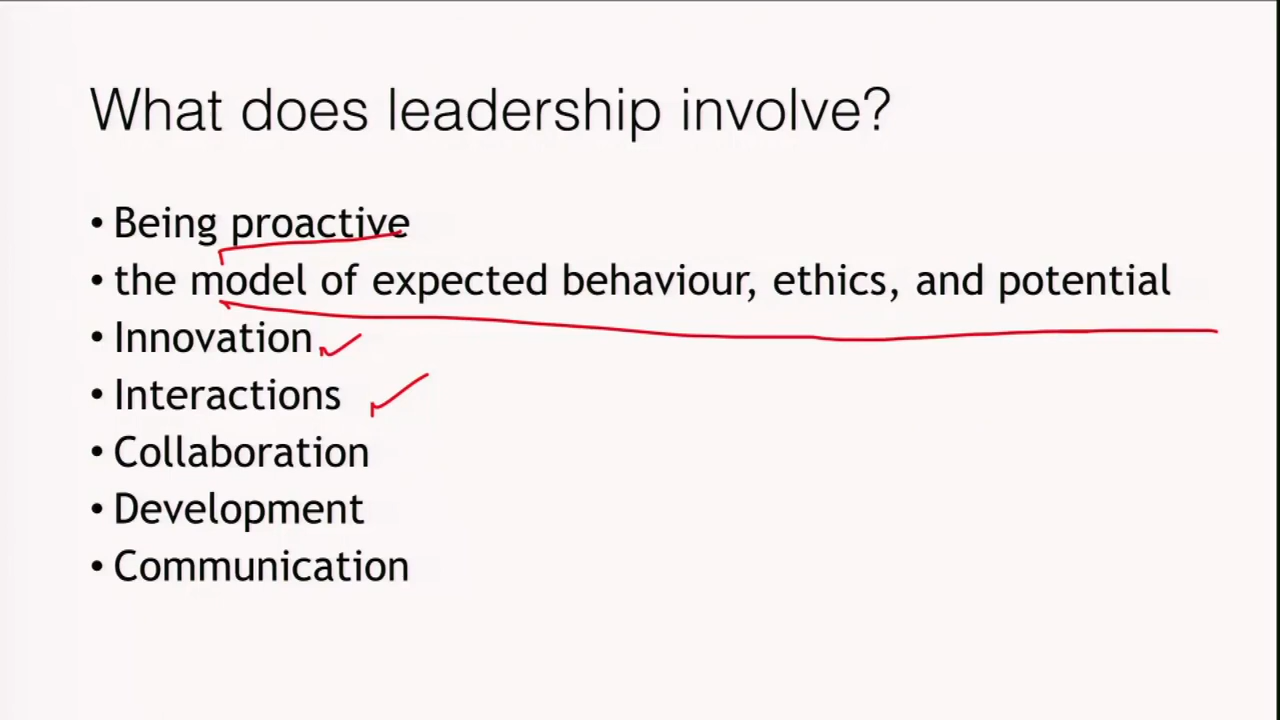 What does leadership involve?
• Being proactive
• the model of expected behaviour, ethics, and potential
• Innovation
• Interactions
• Collaboration
• Development
• Communication